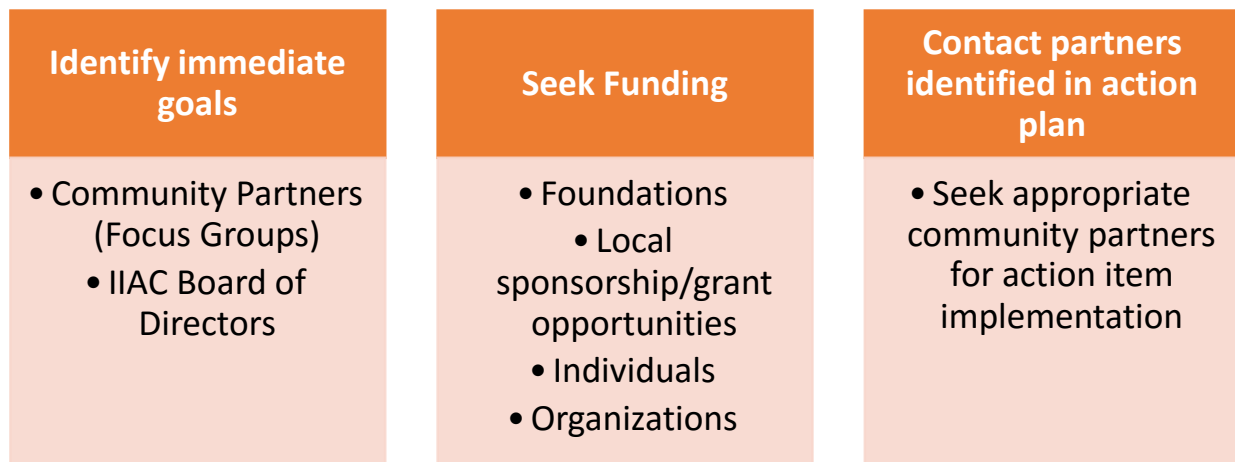 Identify immediate
goals
• Community Partners
(Focus Groups)
• IIAC Board of
Directors
Seek Funding
• Foundations
• Local
sponsorship/grant
opportunities
• Individuals
• Organizations
Contact partners
identified in action
plan
• Seek appropriate
community partners
for action item
implementation